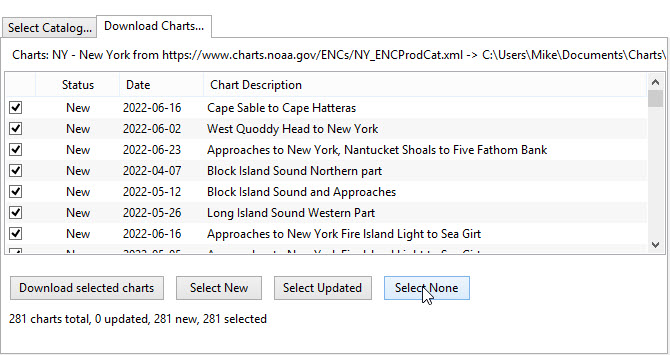 Select Catalog... Download Charts...
Charts: NY - New York from https://www.charts.noaa.gov/ENCs/NY_ENCProdCat.xml -> C:\Users\Mike\Documents\Charts\
Status Date Chart Description
New 2022-06-16 Cape Sable to Cape Hatteras
New 2022-06-02 West Quoddy Head to New York
New 2022-06-23 Approaches to New York, Nantucket Shoals to Five Fathom Bank
New 2022-04-07 Block Island Sound Northern part
New 2022-05-12 Block Island Sound and Approaches
New 2022-05-26 Long Island Sound Western Part
New 2022-06-16 Approaches to New York Fire Island Light to Sea Girt
Download selected charts Select New Select Updated Select None
281 charts total, 0 updated, 281 new, 281 selected